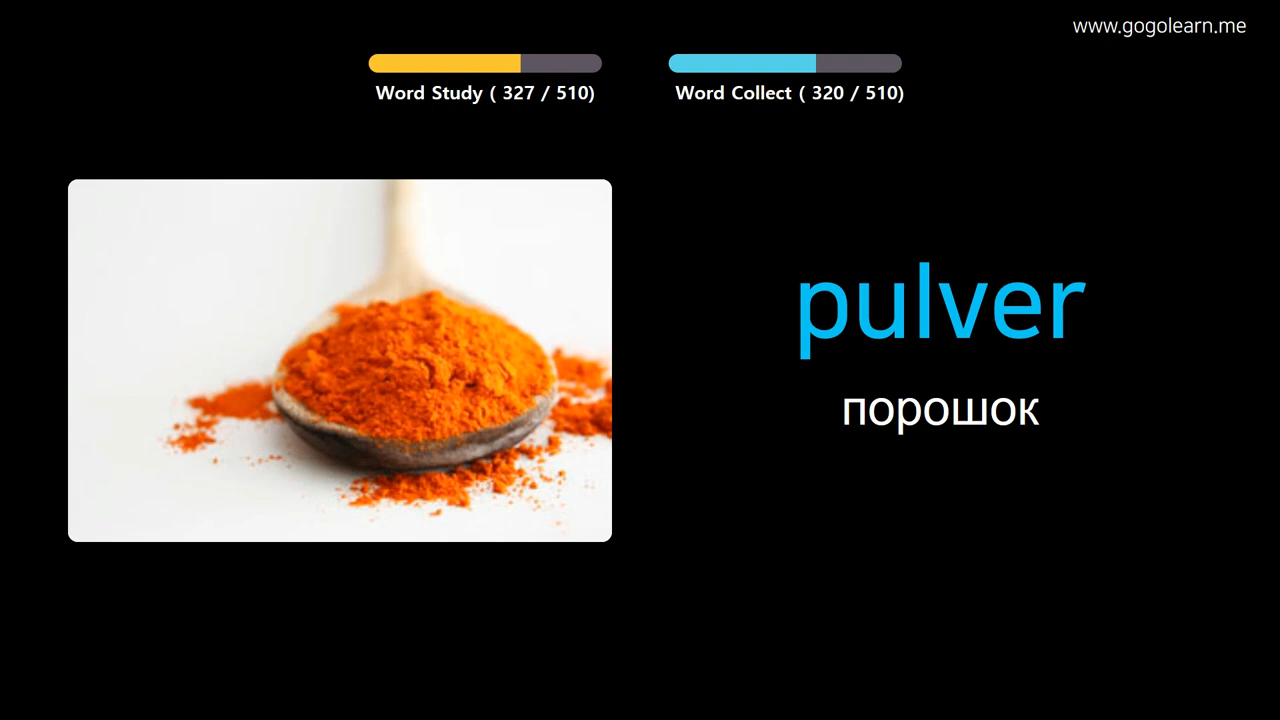 www.gogolearn.me
Word Study ( 327 / 510)
Word Collect ( 320 / 510)
pulver
порошок